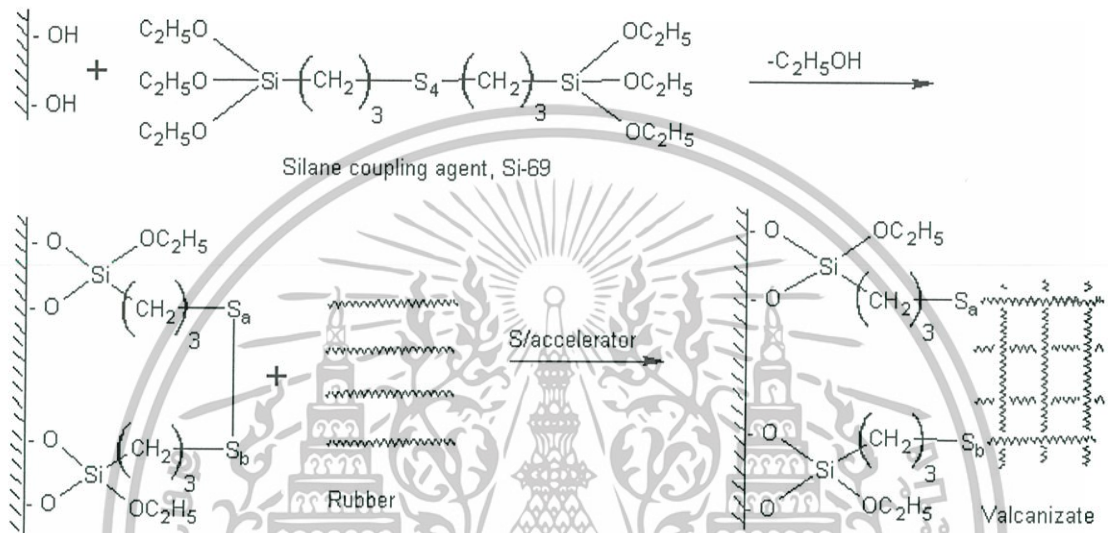 - OH
- OH
+
C₂H₅O
C₂H₅O
C₂H₅O
Si
(CH₂)₃
S₄
(CH₂)₃
Si
OC₂H₅
OC₂H₅
OC₂H₅
-C₂H₅OH
Silane coupling agent, Si-69
- O
- O
Si
OC₂H₅
(CH₂)₃
Sa
- O
- O
Si
(CH₂)₃
Sb
OC₂H₅
+
Rubber
S/accelerator
- O
- O
Si
OC₂H₅
(CH₂)₃
Sa
- O
- O
Si
(CH₂)₃
Sb
OC₂H₅
Valcanizate